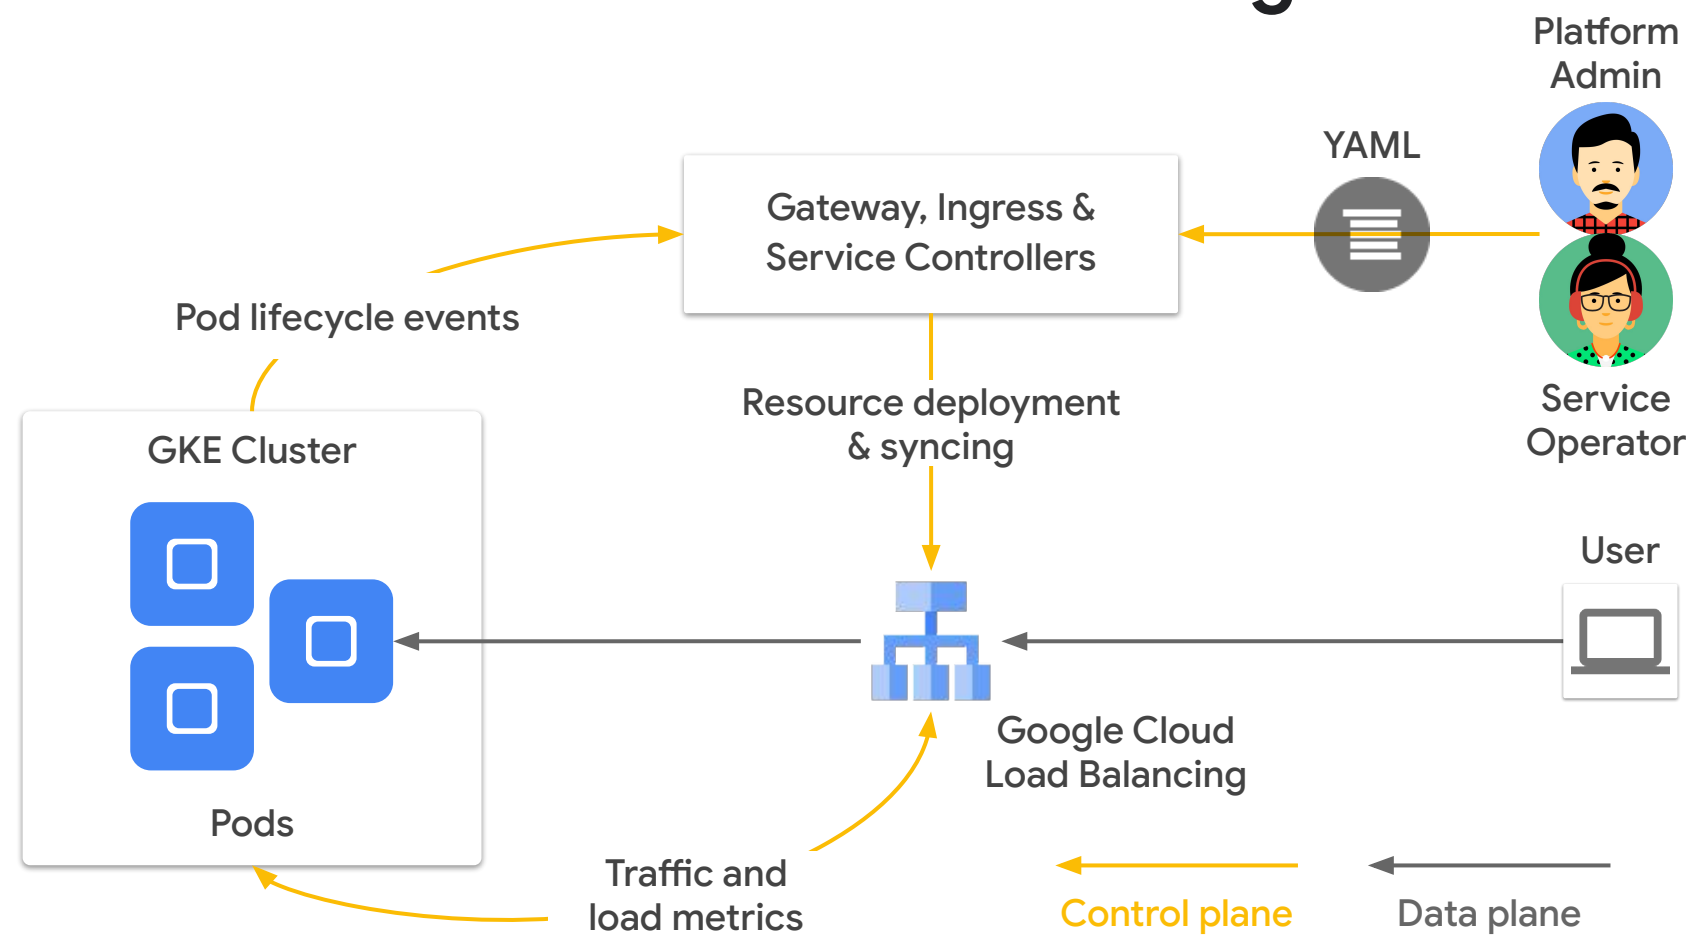 Platform
Admin
YAML
Gateway, Ingress &
Service Controllers
Pod lifecycle events
Resource deployment
& syncing
Service
Operator
GKE Cluster
User
Google Cloud
Load Balancing
Pods
Traffic and
load metrics
Control plane
Data plane